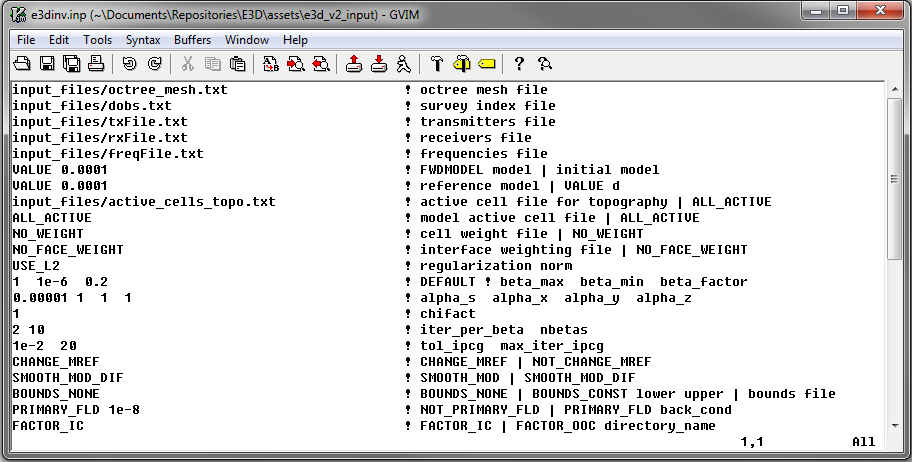 e3dinv.inp (~\Documents\Repositories\E3D\assets\e3d_v2_input) - GVIM
File Edit Tools Syntax Buffers Window Help
input_files/octree_mesh.txt ! octree mesh file
input_files/dobs.txt ! survey index file
input_files/txFile.txt ! transmitters file
input_files/rxFile.txt ! receivers file
input_files/freqFile.txt ! frequencies file
VALUE 0.0001 ! FWDMODEL model | initial model
VALUE 0.0001 ! reference model | VALUE d
input_files/active_cells_topo.txt ! active cell file for topography | ALL_ACTIVE
ALL_ACTIVE ! model active cell file | ALL_ACTIVE
NO_WEIGHT ! cell weight file | NO_WEIGHT
NO_FACE_WEIGHT ! interface weighting file | NO_FACE_WEIGHT
USE_L2 ! regularization norm
1 1e-6 0.2 ! DEFAULT ! beta_max beta_min beta_factor
0.00001 1 1 1 ! alpha_s alpha_x alpha_y alpha_z
1 ! chifact
2 10 ! iter_per_beta nbetas
1e-2 20 ! tol_ipcg max_iter_ipcg
CHANGE_MREF ! CHANGE_MREF | NOT_CHANGE_MREF
SMOOTH_MOD_DIF ! SMOOTH_MOD | SMOOTH_MOD_DIF
BOUNDS_NONE ! BOUNDS_NONE | BOUNDS_CONST lower upper | bounds file
PRIMARY_FLD 1e-8 ! NOT_PRIMARY_FLD | PRIMARY_FLD back_cond
FACTOR_IC ! FACTOR_IC | FACTOR_OOC directory_name
1,1 All